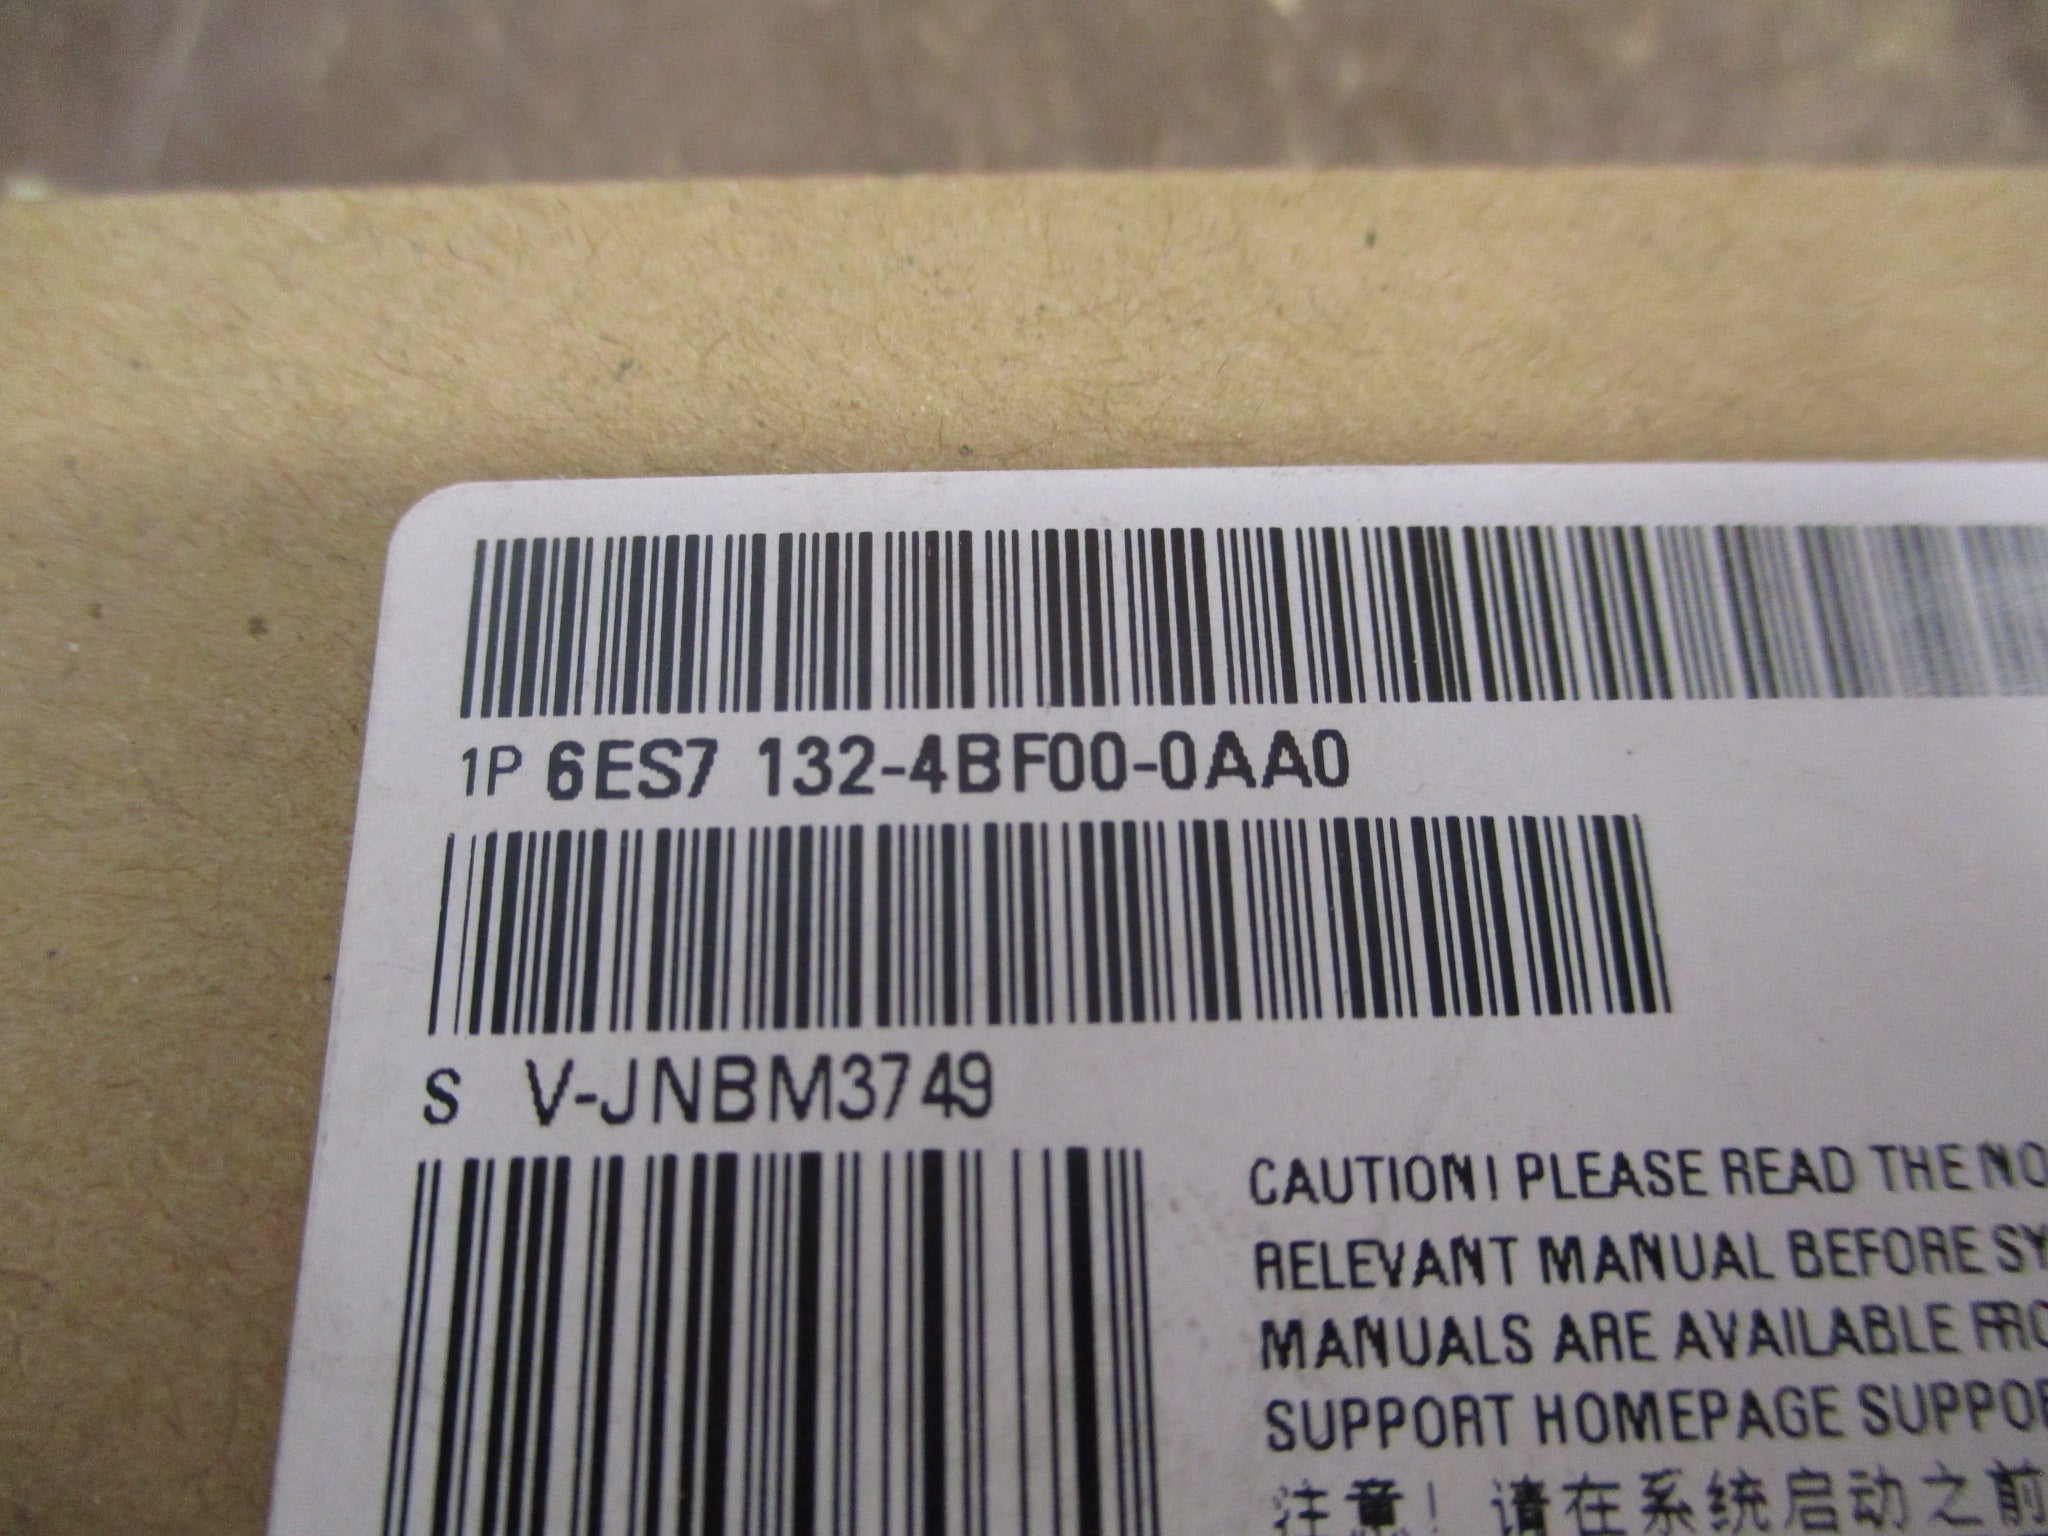 1P 6ES7 132-4BF00-0AA0
S V-JNBM3749
CAUTION! PLEASE READ THE
RELEVANT MANUAL BEFORE
MANUALS ARE AVAILABLE
SUPPORT HOMEPAGE
注意！ 请在系统启动之前